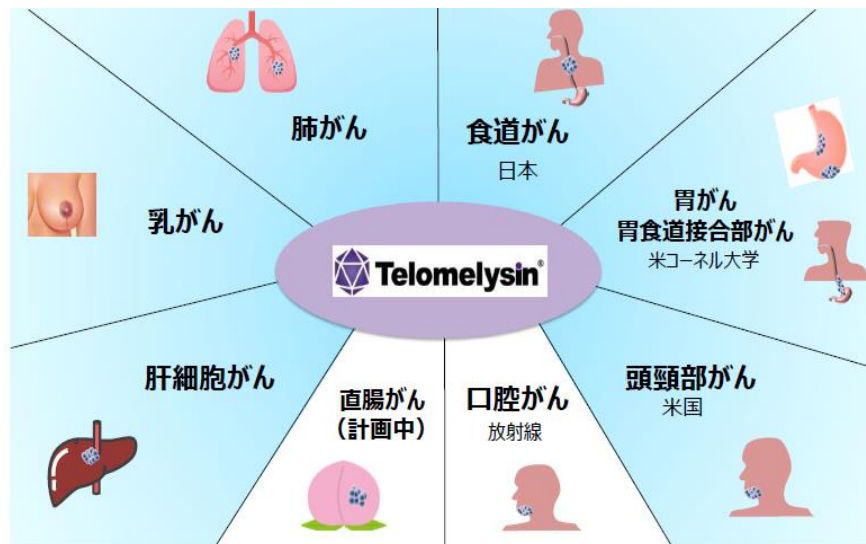 肺がん
食道がん
日本
胃がん
胃食道接合部がん
米コーネル大学
乳がん
Telomelysin®
肝細胞がん
直腸がん
(計画中)
口腔がん
放射線
頭頸部がん
米国